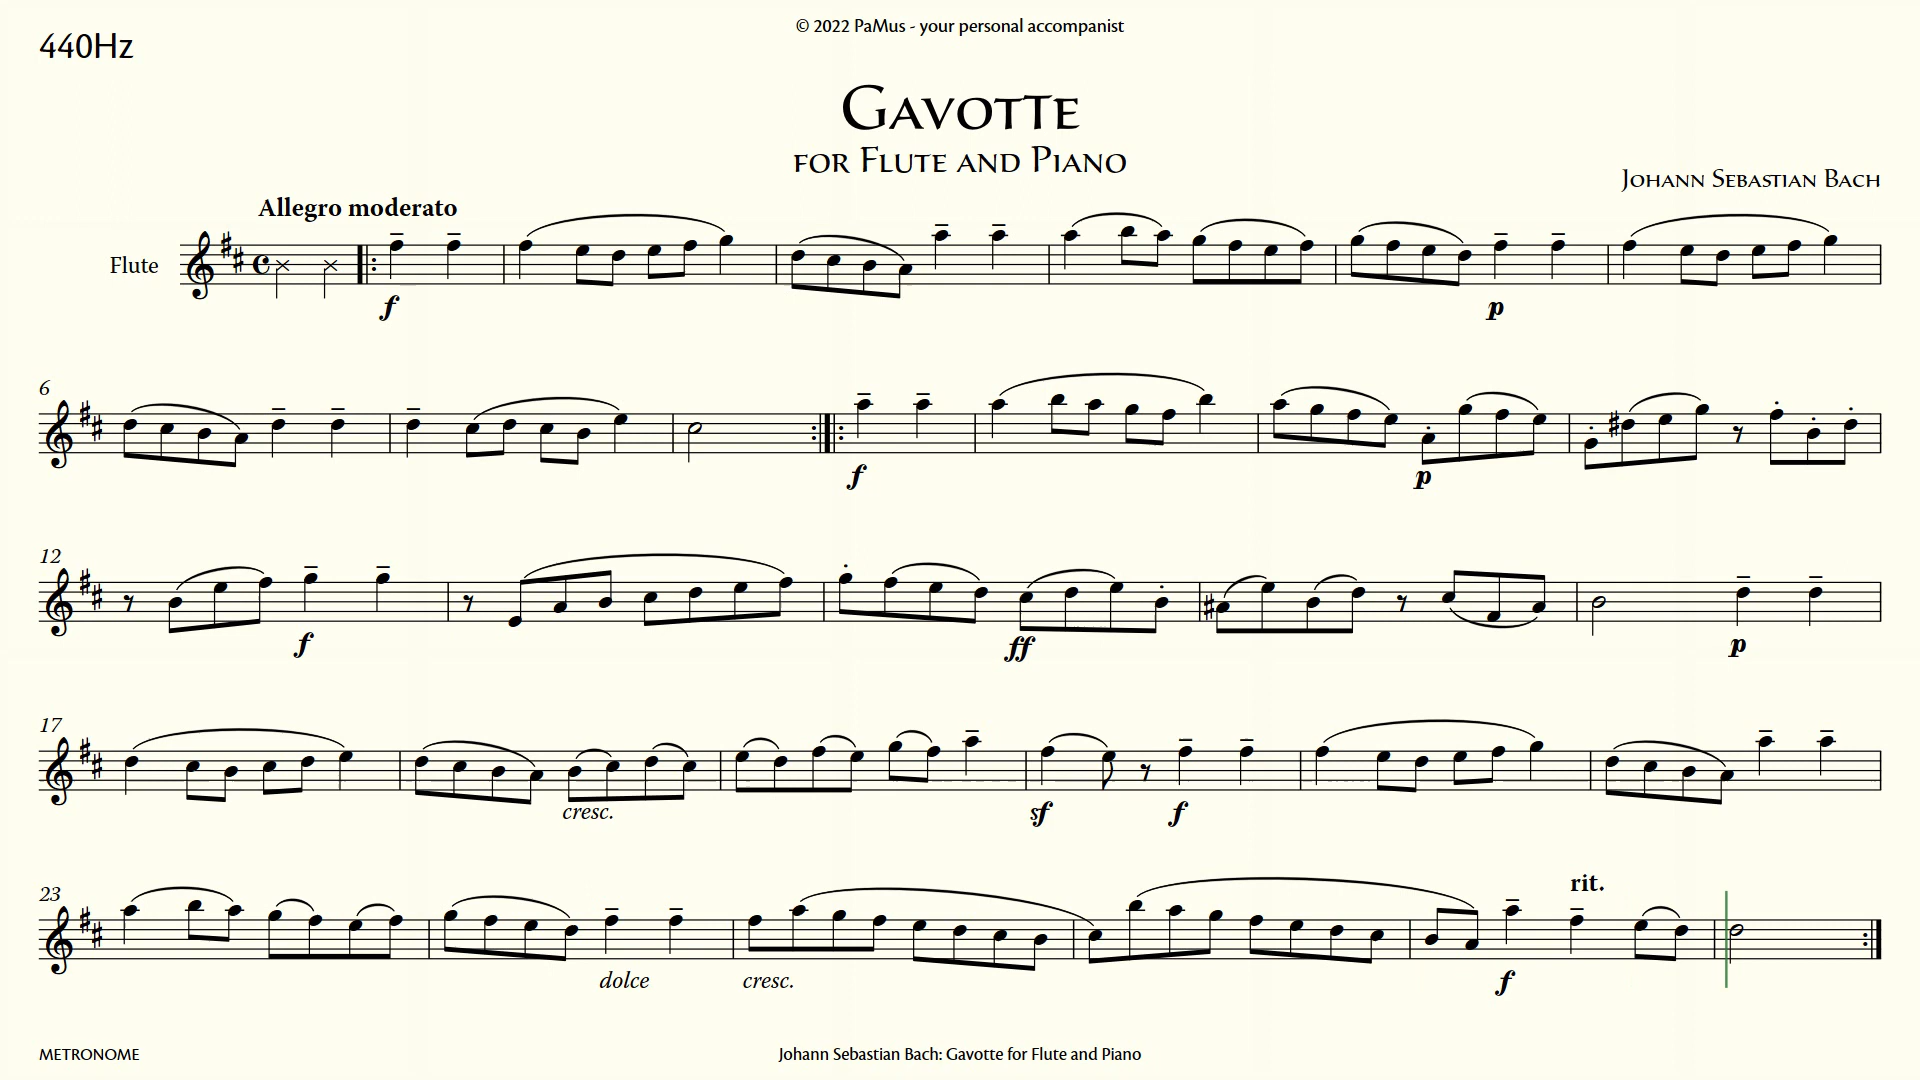 © 2022 PaMus - your personal accompanist
440Hz
Gavotte
for Flute and Piano
Johann Sebastian Bach
Allegro moderato
Flute
f
p
6
f
p
12
f
ff
p
17
cresc.
sf
f
23
rit.
dolce
cresc.
f
METRONOME
Johann Sebastian Bach: Gavotte for Flute and Piano